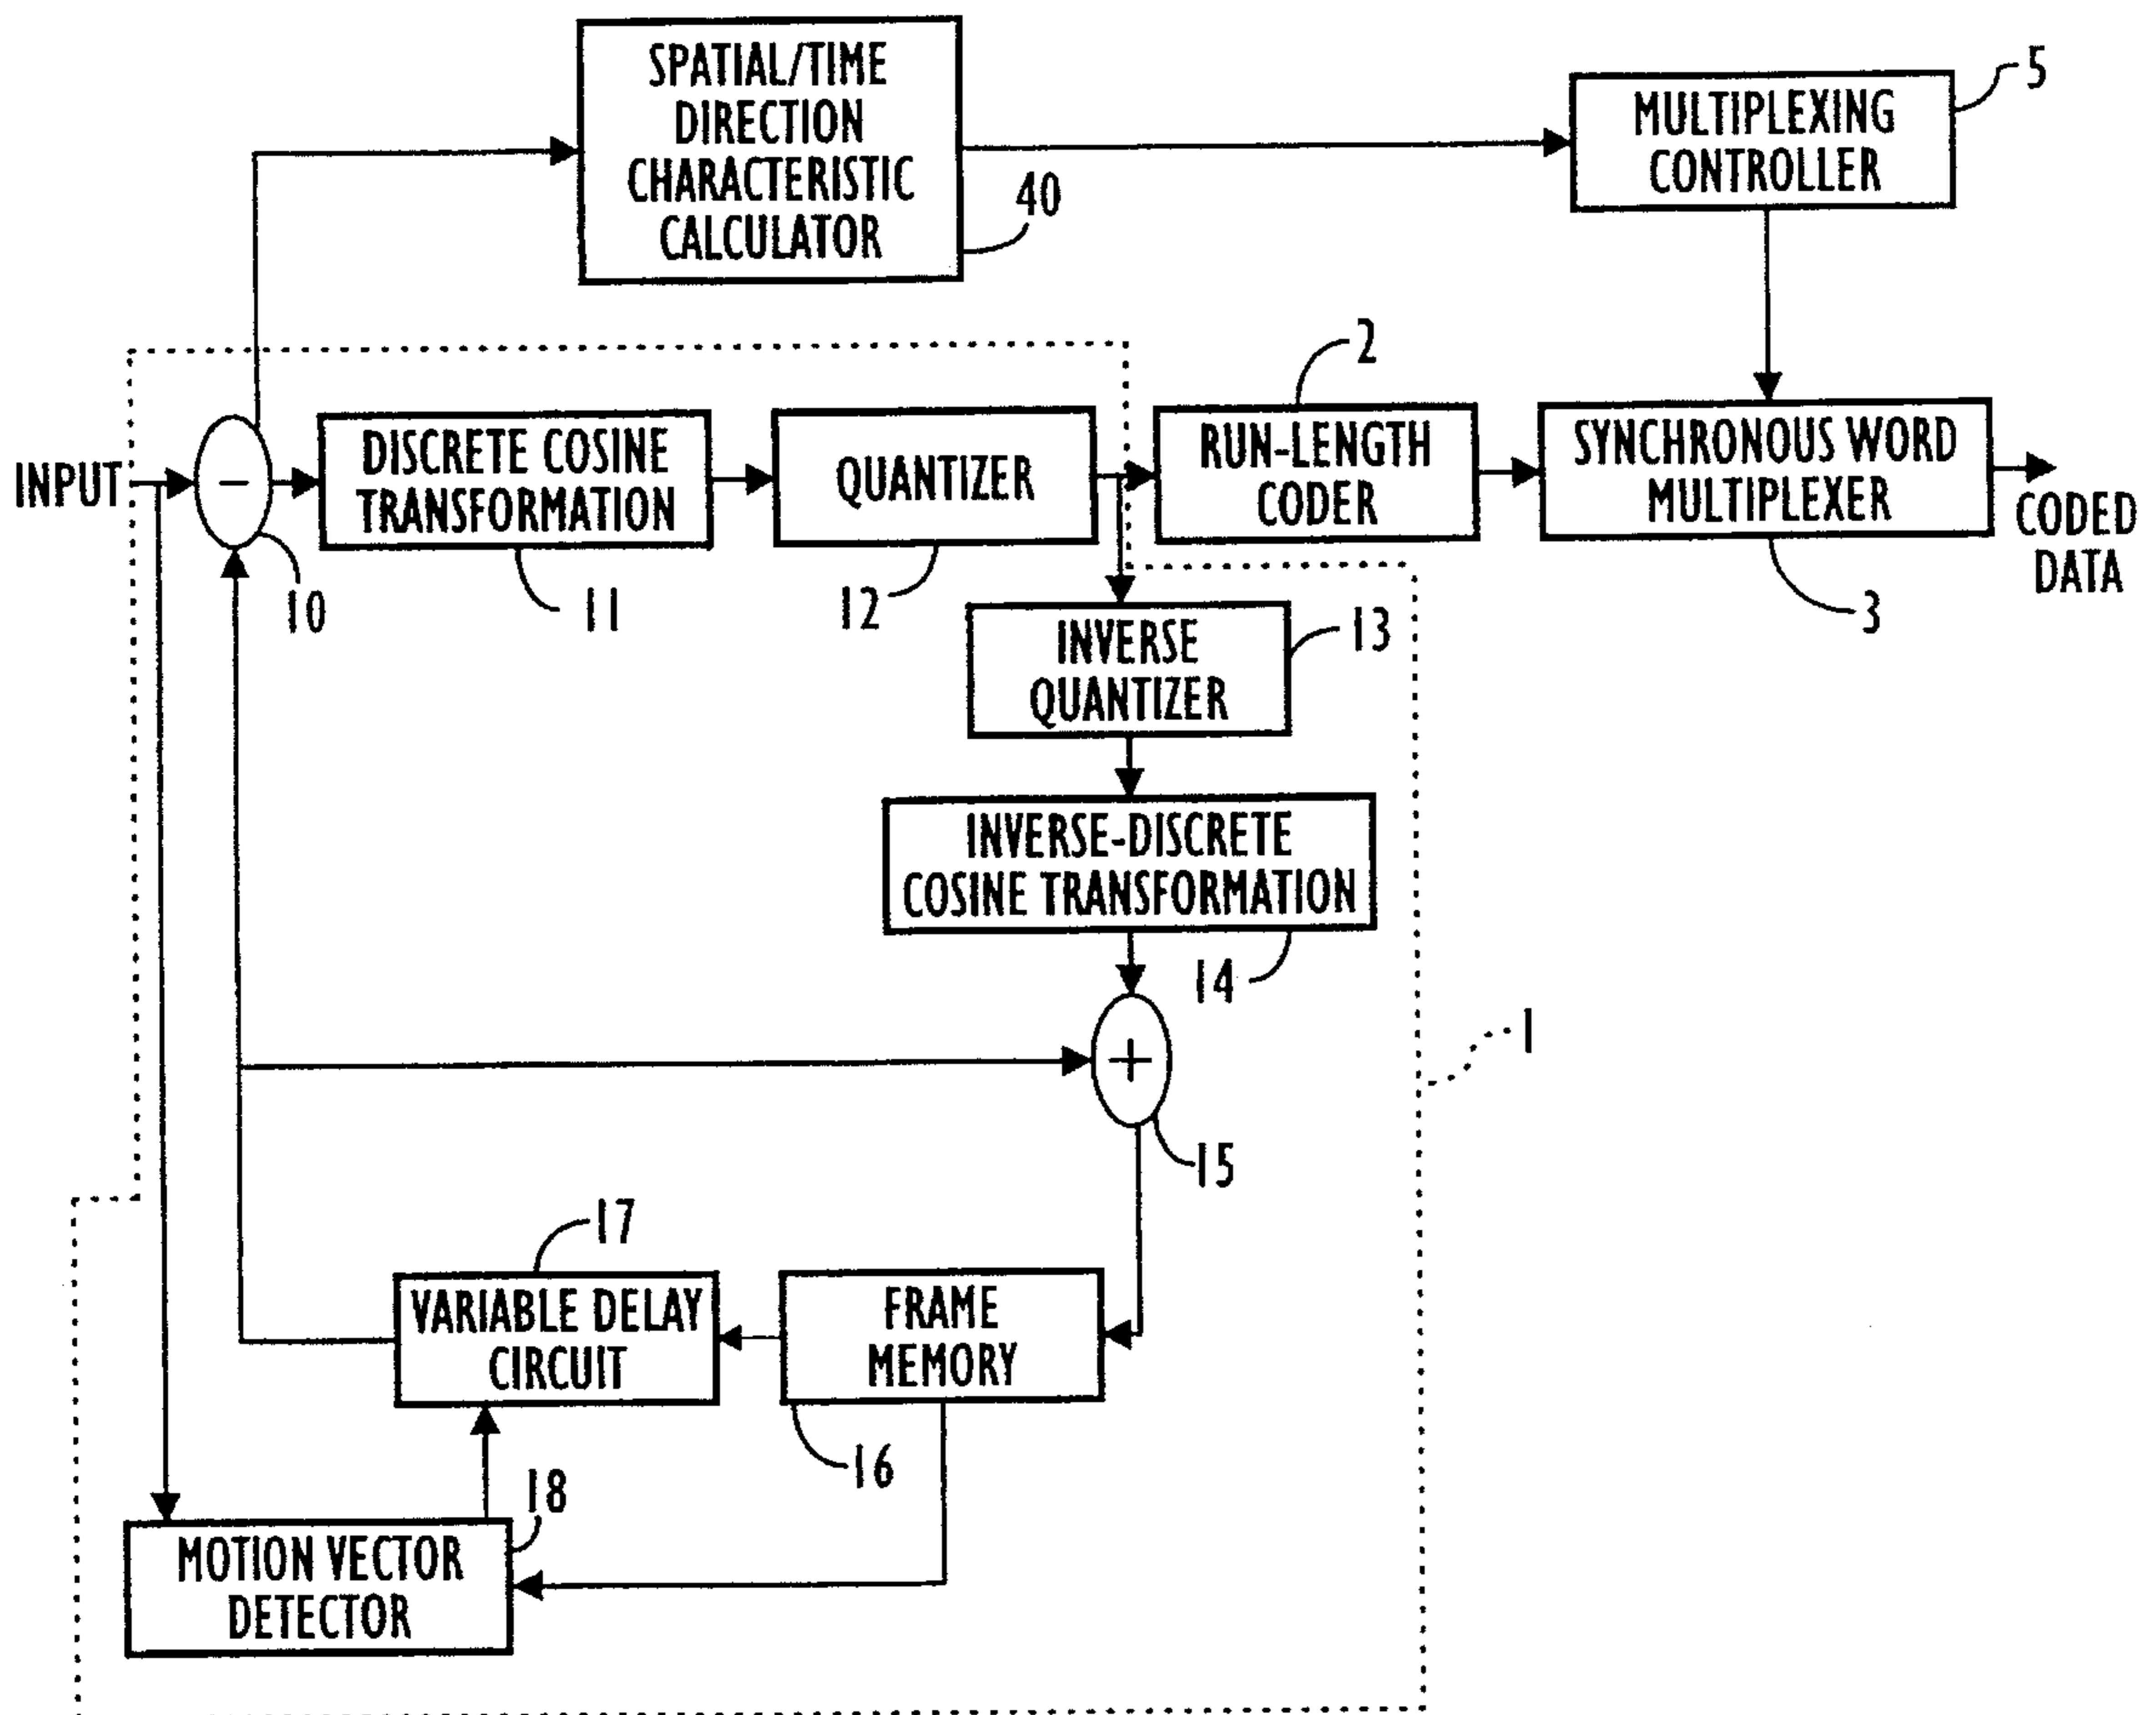 SPATIAL/TIME
DIRECTION
CHARACTERISTIC
CALCULATOR
40
MULTIPLEXING
CONTROLLER
5
INPUT
−
10
DISCRETE COSINE
TRANSFORMATION
11
QUANTIZER
12
RUN-LENGTH
CODER
2
SYNCHRONOUS WORD
MULTIPLEXER
3
CODED
DATA
INVERSE
QUANTIZER
13
INVERSE-DISCRETE
COSINE TRANSFORMATION
14
+
15
1
VARIABLE DELAY
CIRCUIT
17
FRAME
MEMORY
16
MOTION VECTOR
DETECTOR
18